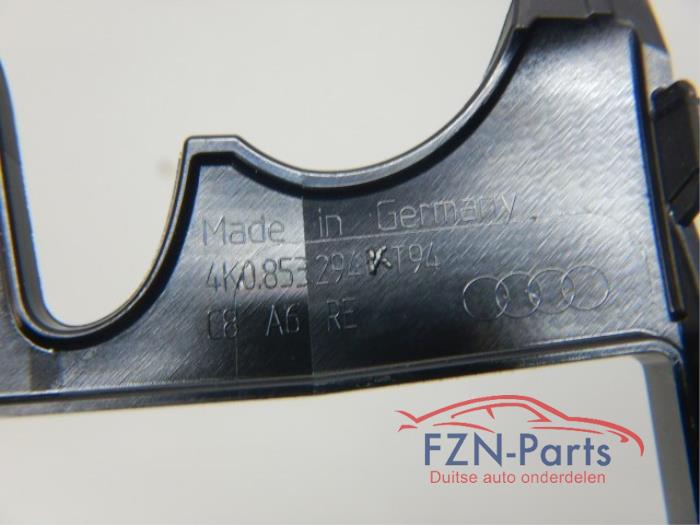 Made in Germany
4K0.853 294 K T94
C8 A6 RE
FZN-Parts
Duitse auto onderdelen